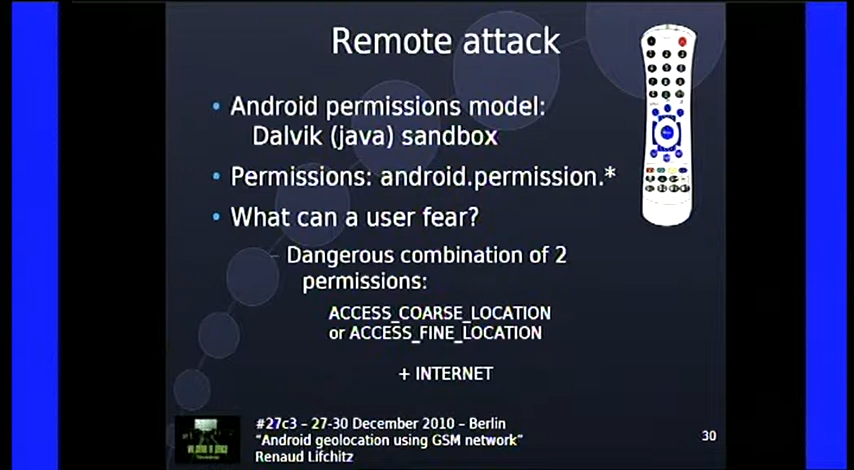 Remote attack
• Android permissions model:
Dalvik (java) sandbox
• Permissions: android.permission.*
• What can a user fear?
– Dangerous combination of 2
permissions:
ACCESS_COARSE_LOCATION
or ACCESS_FINE_LOCATION
+ INTERNET
#27c3 – 27-30 December 2010 – Berlin
"Android geolocation using GSM network"
Renaud Lifchitz
30